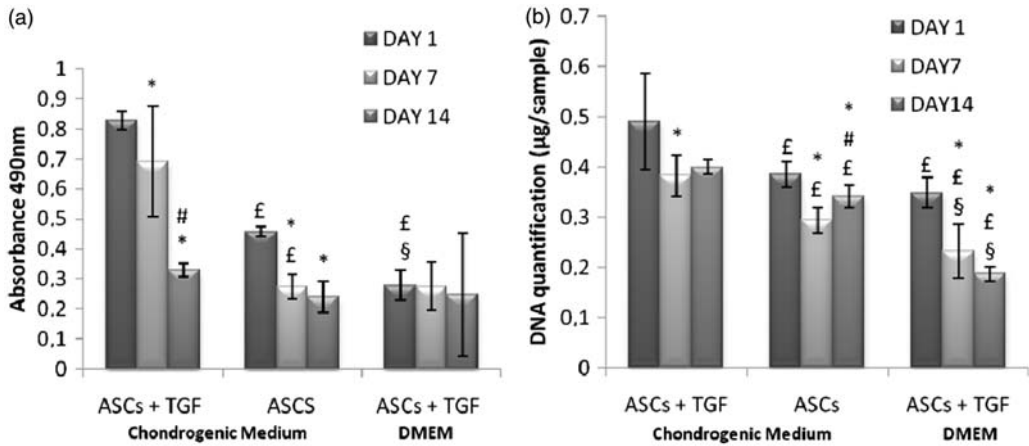 (a)
DAY 1
DAY 7
DAY 14
Absorbance 490nm
1
0.9
0.8
0.7
0.6
0.5
0.4
0.3
0.2
0.1
0
*
#
*
£
*
£
*
£
§
ASCs + TGF
ASCS
ASCs + TGF
Chondrogenic Medium
DMEM
(b)
DAY 1
DAY7
DAY14
DNA quantification (µg/sample)
0.7
0.6
0.5
0.4
0.3
0.2
0,1
0
*
£
*
£
*
#
£
£
*
£
§
*
£
§
ASCs + TGF
ASCs
ASCs + TGF
Chondrogenic Medium
DMEM